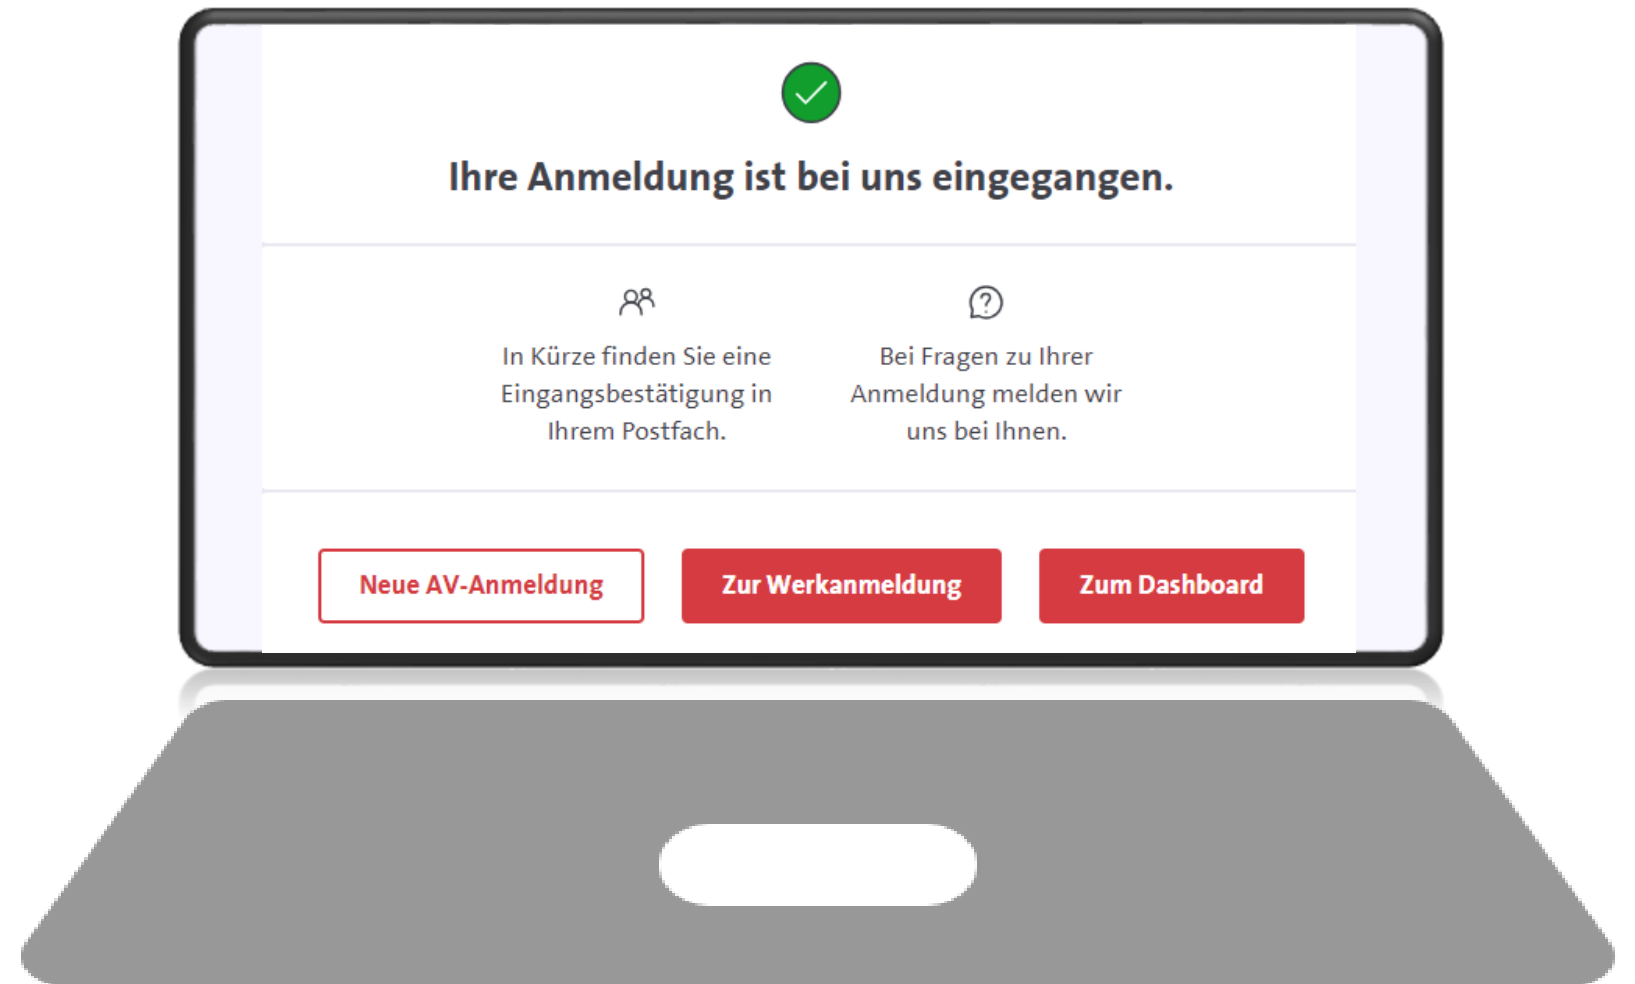 Ihre Anmeldung ist bei uns eingegangen.
In Kürze finden Sie eine
Eingangsbestätigung in
Ihrem Postfach.
Bei Fragen zu Ihrer
Anmeldung melden wir
uns bei Ihnen.
Neue AV-Anmeldung
Zur Werkanmeldung
Zum Dashboard